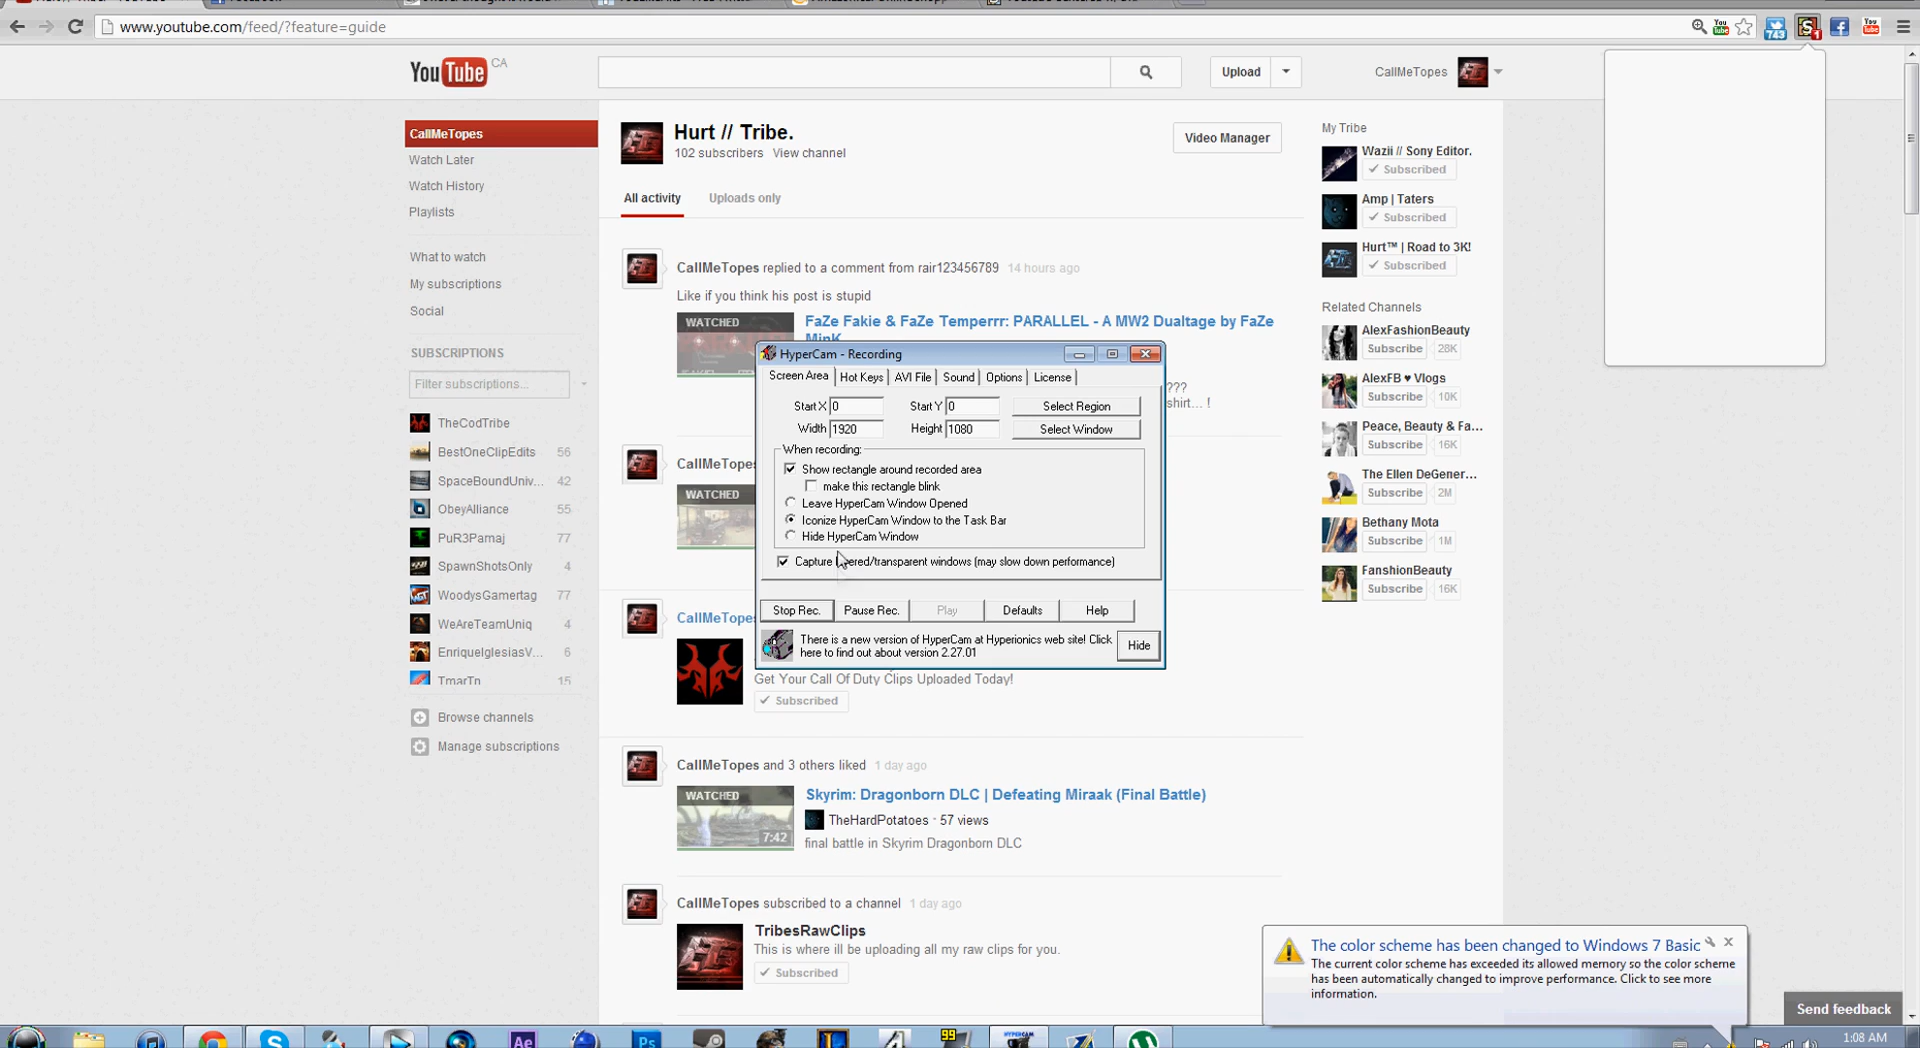 www.youtube.com/feed/?feature=guide
You
Tube
743
S
1
You
Tube
YouTube CA
Upload
CallMeTopes
CallMeTopes
Watch Later
Watch History
Playlists
What to watch
My subscriptions
Social
SUBSCRIPTIONS
Filter subscriptions...
TheCodTribe
BestOneClipEdits 56
SpaceBoundUniv... 42
ObeyAlliance 55
PuR3Pamaj 77
SpawnShotsOnly 4
WoodysGamertag 77
WeAreTeamUniq 4
EnriqueIglesiasV... 6
TmarTn 15
Browse channels
Manage subscriptions
Hurt // Tribe.
102 subscribers View channel
Video Manager
All activity Uploads only
CallMeTopes replied to a comment from rair123456789 14 hours ago
Like if you think his post is stupid
WATCHED
FaZe Fakie & FaZe Temperrr: PARALLEL - A MW2 Dualtage by FaZe
MinK
???
shirt... !
CallMeTopes
WATCHED
HyperCam - Recording
Screen Area Hot Keys AVI File Sound Options License
Start X 0 Start Y 0 Select Region
Width 1920 Height 1080 Select Window
When recording:
Show rectangle around recorded area
make this rectangle blink
Leave HyperCam Window Opened
Iconize HyperCam Window to the Task Bar
Hide HyperCam Window
Capture layered/transparent windows (may slow down performance)
Stop Rec. Pause Rec. Play Defaults Help
There is a new version of HyperCam at Hyperionics web site! Click
here to find out about version 2.27.01
Hide
CallMeTopes
Get Your Call Of Duty Clips Uploaded Today!
✓ Subscribed
CallMeTopes and 3 others liked 1 day ago
WATCHED
7:42
Skyrim: Dragonborn DLC | Defeating Miraak (Final Battle)
TheHardPotatoes · 57 views
final battle in Skyrim Dragonborn DLC
CallMeTopes subscribed to a channel 1 day ago
TribesRawClips
This is where ill be uploading all my raw clips for you.
✓ Subscribed
My Tribe
Wazii // Sony Editor.
✓ Subscribed
Amp | Taters
✓ Subscribed
Hurt™ | Road to 3K!
✓ Subscribed
Related Channels
AlexFashionBeauty
Subscribe 28K
AlexFB ♥ Vlogs
Subscribe 10K
Peace, Beauty & Fa...
Subscribe 16K
The Ellen DeGener...
Subscribe 2M
Bethany Mota
Subscribe 1M
FanshionBeauty
Subscribe 16K
The color scheme has been changed to Windows 7 Basic
The current color scheme has exceeded its allowed memory so the color scheme
has been automatically changed to improve performance. Click to see more
information.
Send feedback
Ae
Ps
99
HYPERCAM
1:08 AM